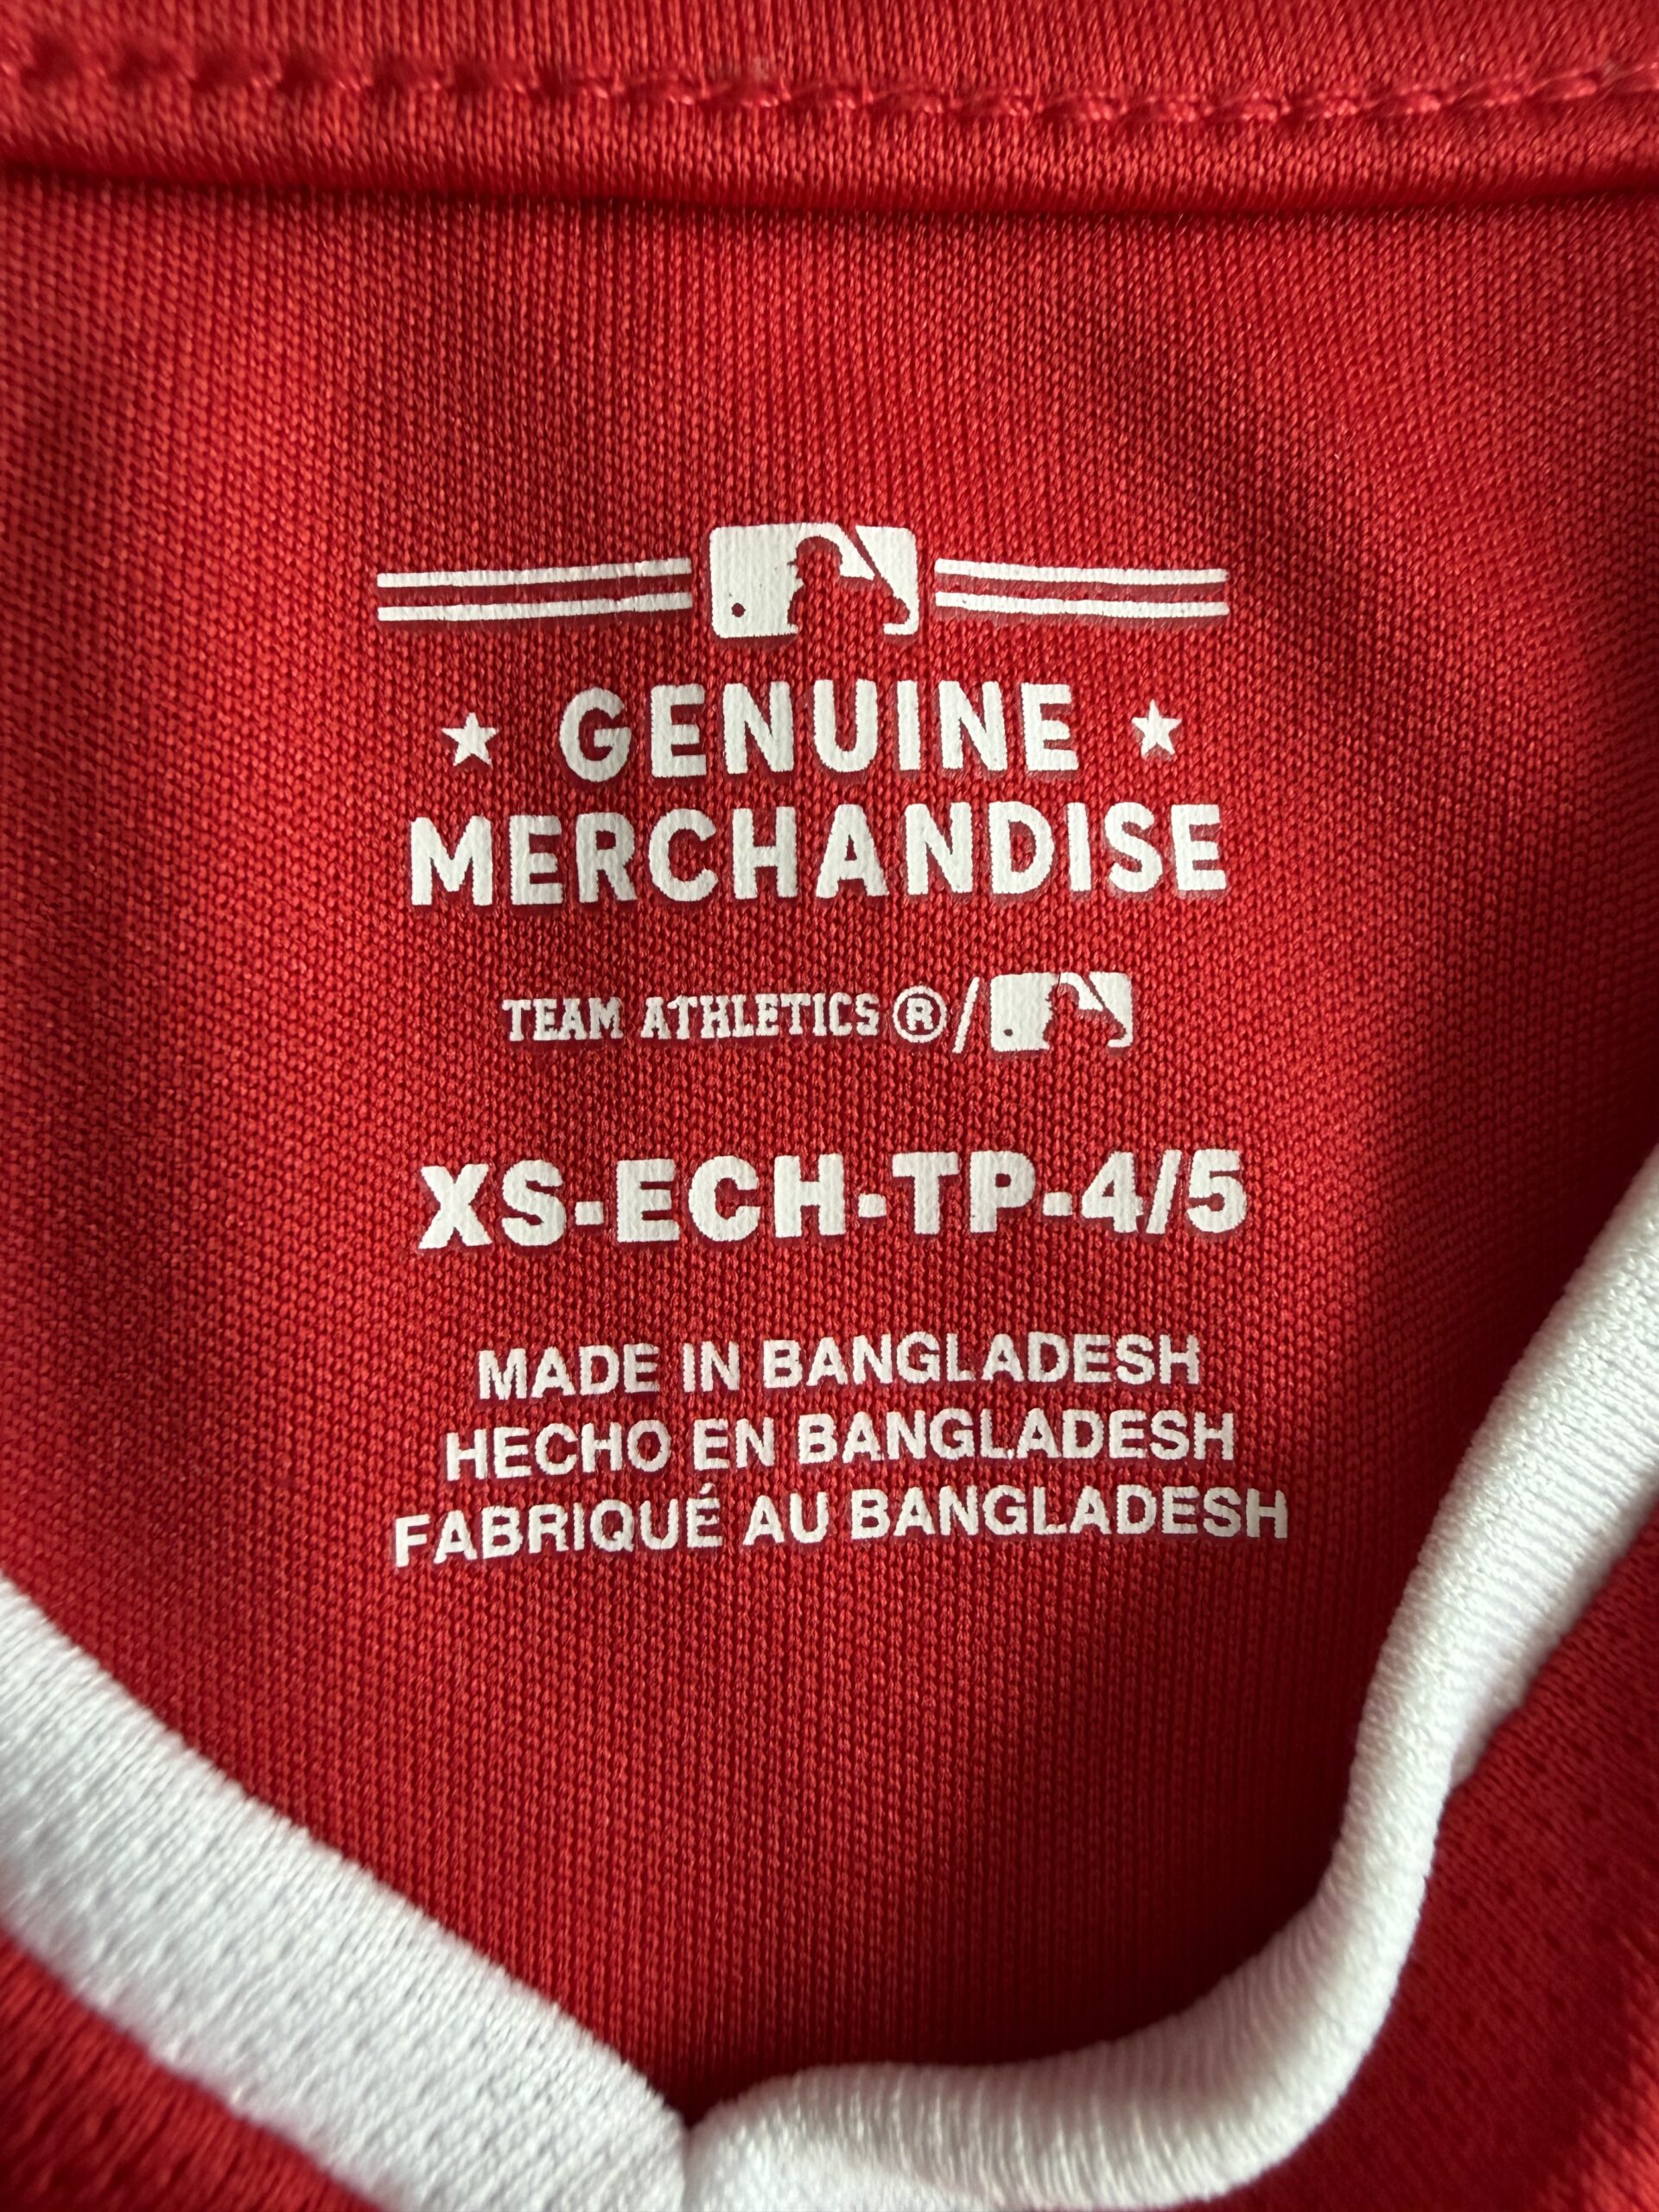 ★ GENUINE ★
MERCHANDISE
TEAM ATHLETICS ®/
XS-ECH-TP-4/5
MADE IN BANGLADESH
HECHO EN BANGLADESH
FABRIQUÉ AU BANGLADESH